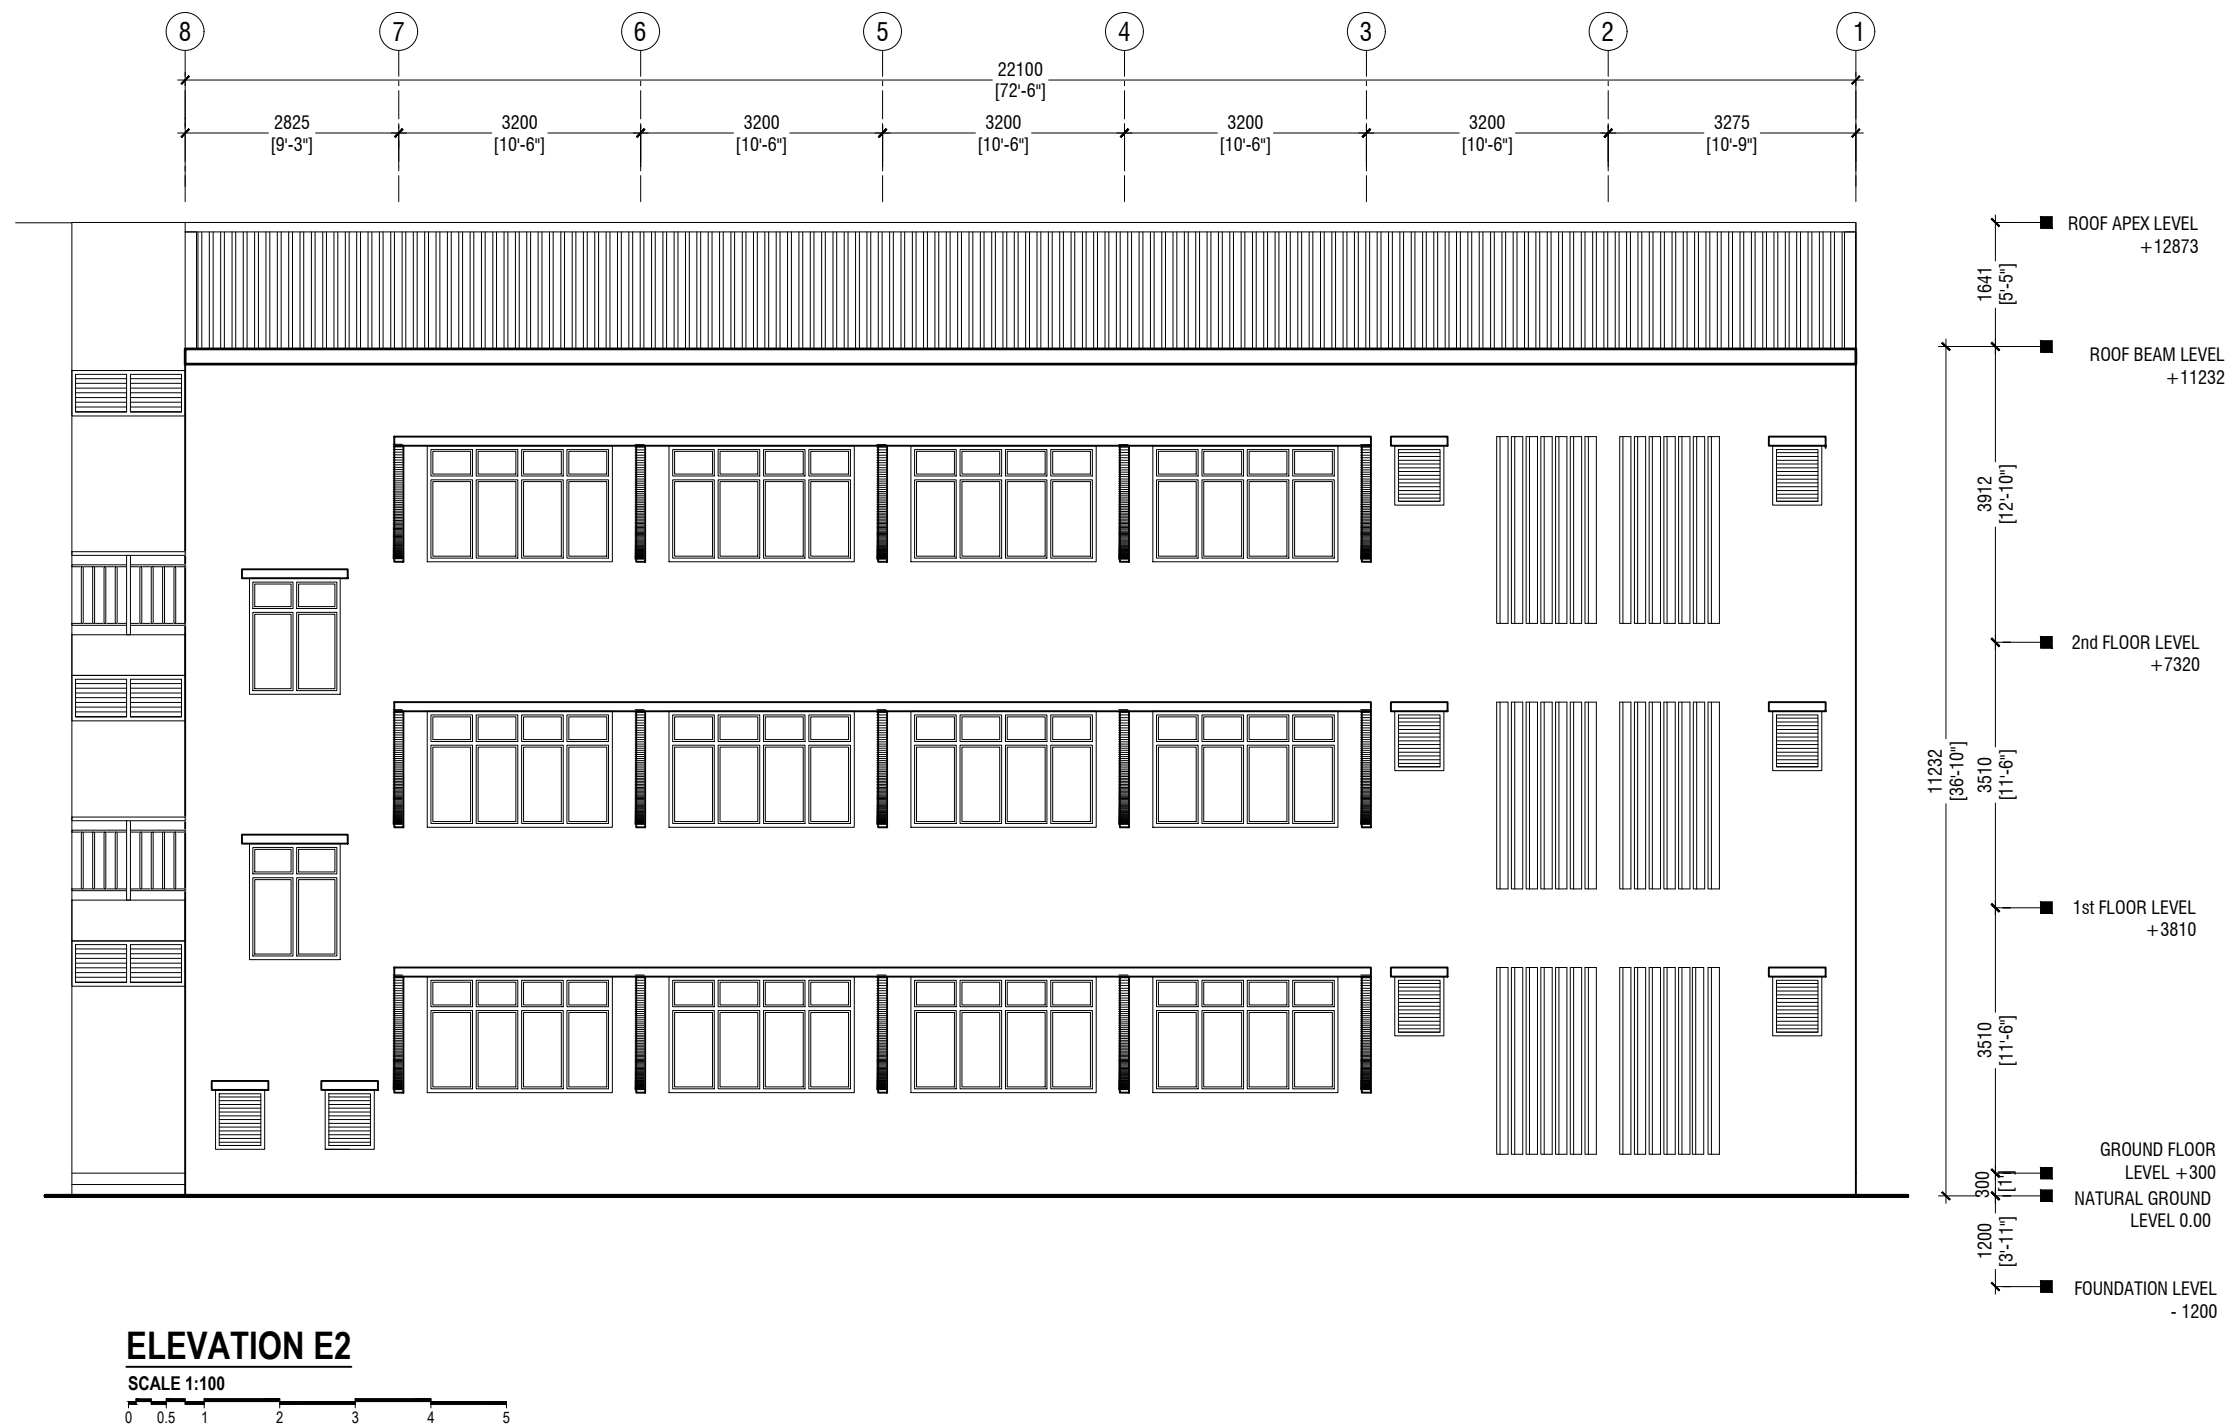 8 7 6 5 4 3 2 1
22100
[72'-6"]
2825 3200 3200 3200 3200 3200 3275
[9'-3"] [10'-6"] [10'-6"] [10'-6"] [10'-6"] [10'-6"] [10'-9"]
ROOF APEX LEVEL
+12873
1641
[5'-5"]
ROOF BEAM LEVEL
+11232
3912
[12'-10"]
2nd FLOOR LEVEL
+7320
11232
[36'-10"]
3510
[11'-6"]
1st FLOOR LEVEL
+3810
3510
[11'-6"]
GROUND FLOOR
LEVEL +300
300
[1']
NATURAL GROUND
LEVEL 0.00
1200
[3'-11"]
FOUNDATION LEVEL
- 1200
ELEVATION E2
SCALE 1:100
0 0.5 1 2 3 4 5